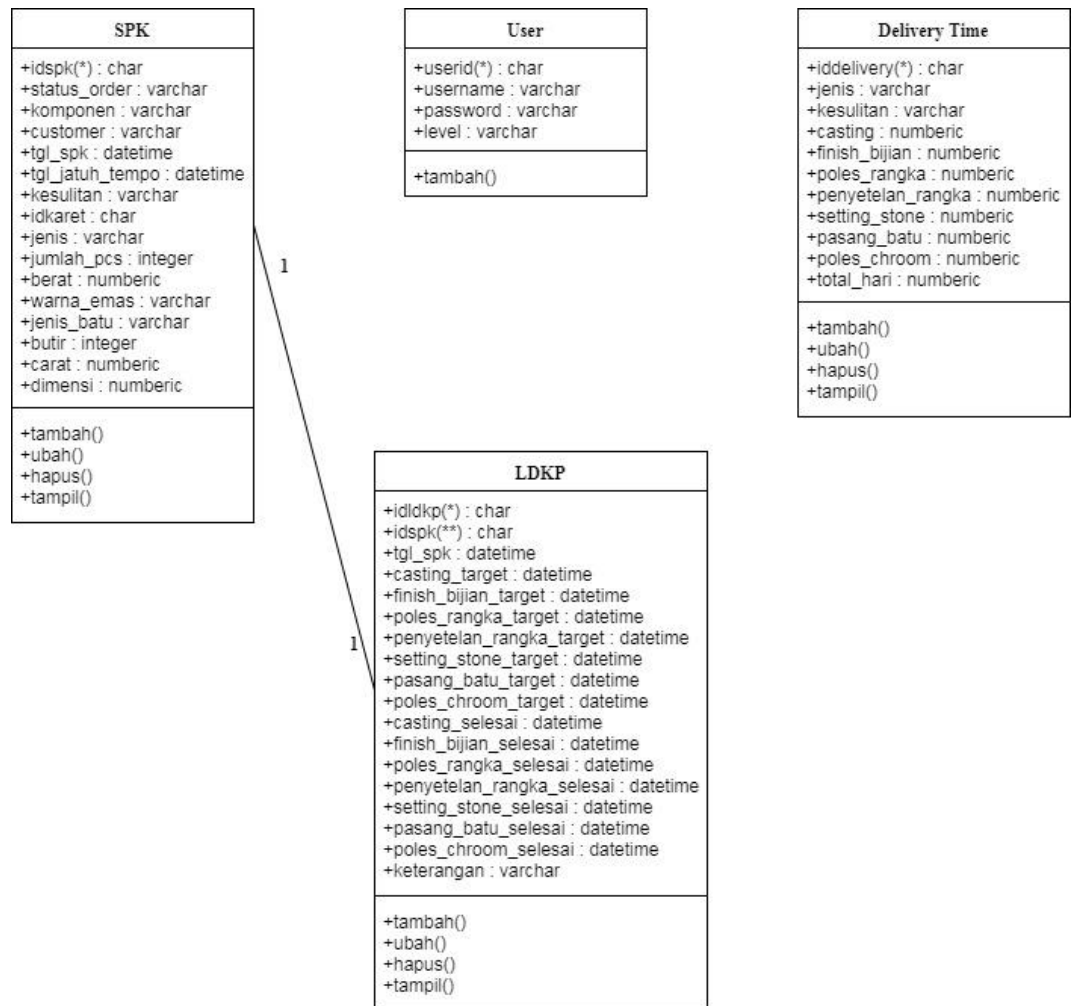 SPK
+idspk(*) : char
+status_order : varchar
+komponen : varchar
+customer : varchar
+tgl_spk : datetime
+tgl_jatuh_tempo : datetime
+kesulitan : varchar
+idkaret : char
+jenis : varchar
+jumlah_pcs : integer
+berat : numberic
+warna_emas : varchar
+jenis_batu : varchar
+butir : integer
+carat : numberic
+dimensi : numberic
+tambah()
+ubah()
+hapus()
+tampil()
User
+userid(*) : char
+username : varchar
+password : varchar
+level : varchar
+tambah()
Delivery Time
+iddelivery(*) : char
+jenis : varchar
+kesulitan : varchar
+casting : numberic
+finish_bijian : numberic
+poles_rangka : numberic
+penyetelan_rangka : numberic
+setting_stone : numberic
+pasang_batu : numberic
+poles_chroom : numberic
+total_hari : numberic
+tambah()
+ubah()
+hapus()
+tampil()
1
1
LDKP
+idldkp(*) : char
+idspk(**) : char
+tgl_spk : datetime
+casting_target : datetime
+finish_bijian_target : datetime
+poles_rangka_target : datetime
+penyetelan_rangka_target : datetime
+setting_stone_target : datetime
+pasang_batu_target : datetime
+poles_chroom_target : datetime
+casting_selesai : datetime
+finish_bijian_selesai : datetime
+poles_rangka_selesai : datetime
+penyetelan_rangka_selesai : datetime
+setting_stone_selesai : datetime
+pasang_batu_selesai : datetime
+poles_chroom_selesai : datetime
+keterangan : varchar
+tambah()
+ubah()
+hapus()
+tampil()